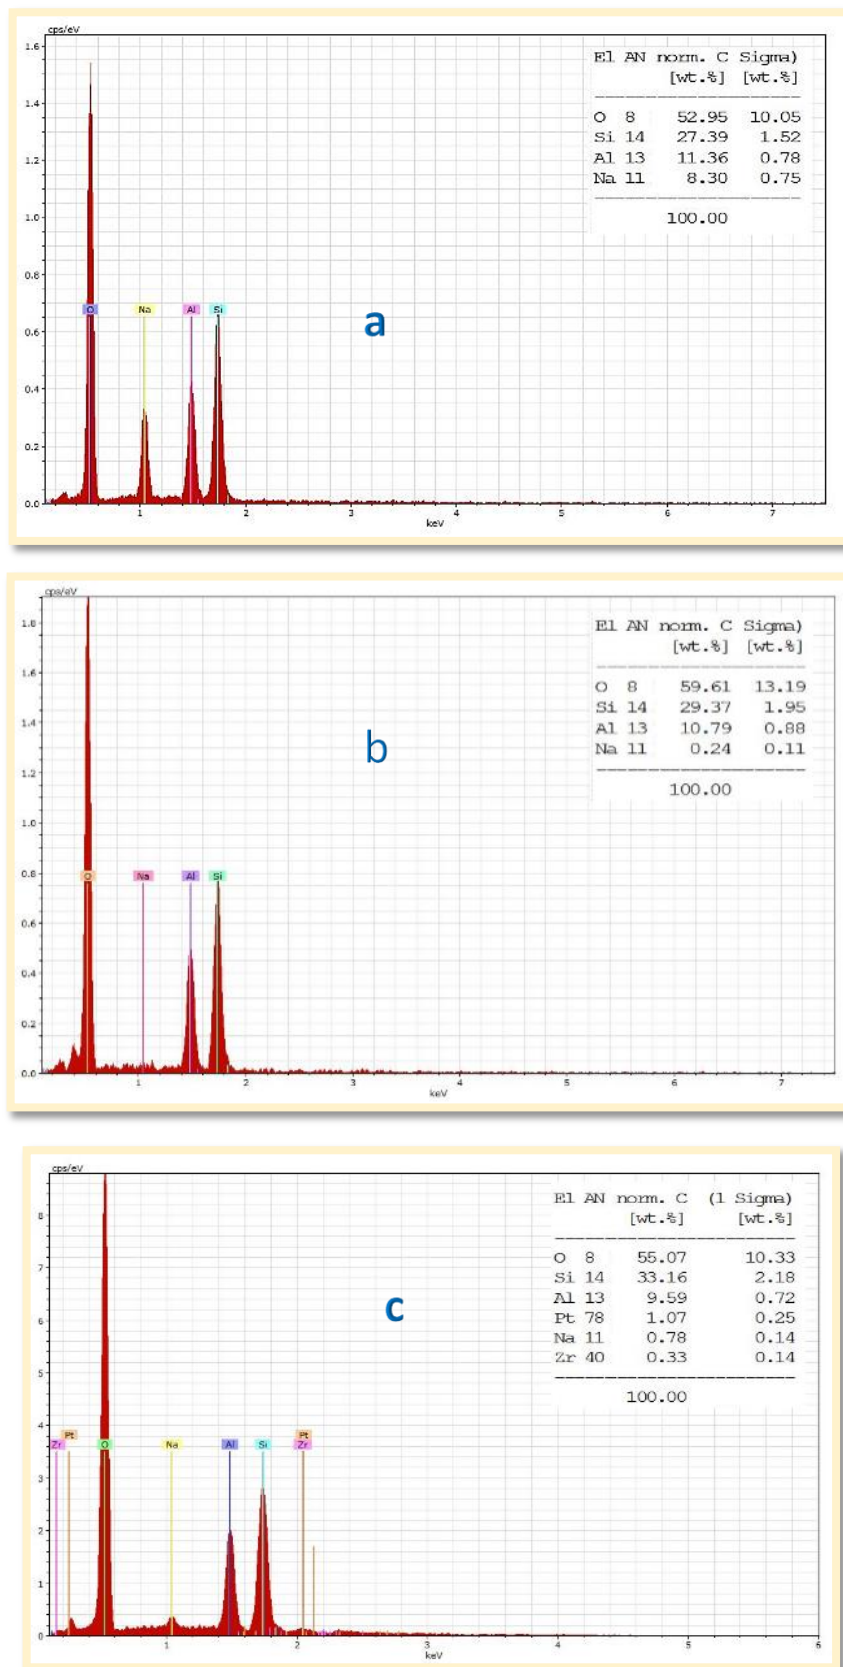 cps/eV
El AN norm. C Sigma)
[wt.%] [wt.%]
O 8 52.95 10.05
Si 14 27.39 1.52
Al 13 11.36 0.78
Na 11 8.30 0.75
100.00
1.6
1.4
1.2
1.0
0.8
0.6
0.4
0.2
0.0
O Na Al Si
a
1 2 3 4 5 6 7
keV
cps/eV
El AN norm. C Sigma)
[wt.%] [wt.%]
O 8 59.61 13.19
Si 14 29.37 1.95
Al 13 10.79 0.88
Na 11 0.24 0.11
100.00
1.8
1.6
1.4
1.2
1.0
0.8
0.6
0.4
0.2
0.0
b
O Na Al Si
1 2 3 4 5 6 7
keV
cps/eV
El AN norm. C (1 Sigma)
[wt.%] [wt.%]
O 8 55.07 10.33
Si 14 33.16 2.18
Al 13 9.59 0.72
Pt 78 1.07 0.25
Na 11 0.78 0.14
Zr 40 0.33 0.14
100.00
8
7
6
5
4
3
2
1
0
c
Pt Pt
Zr O Na Al Si Zr
1 2 3 4 5 6
keV